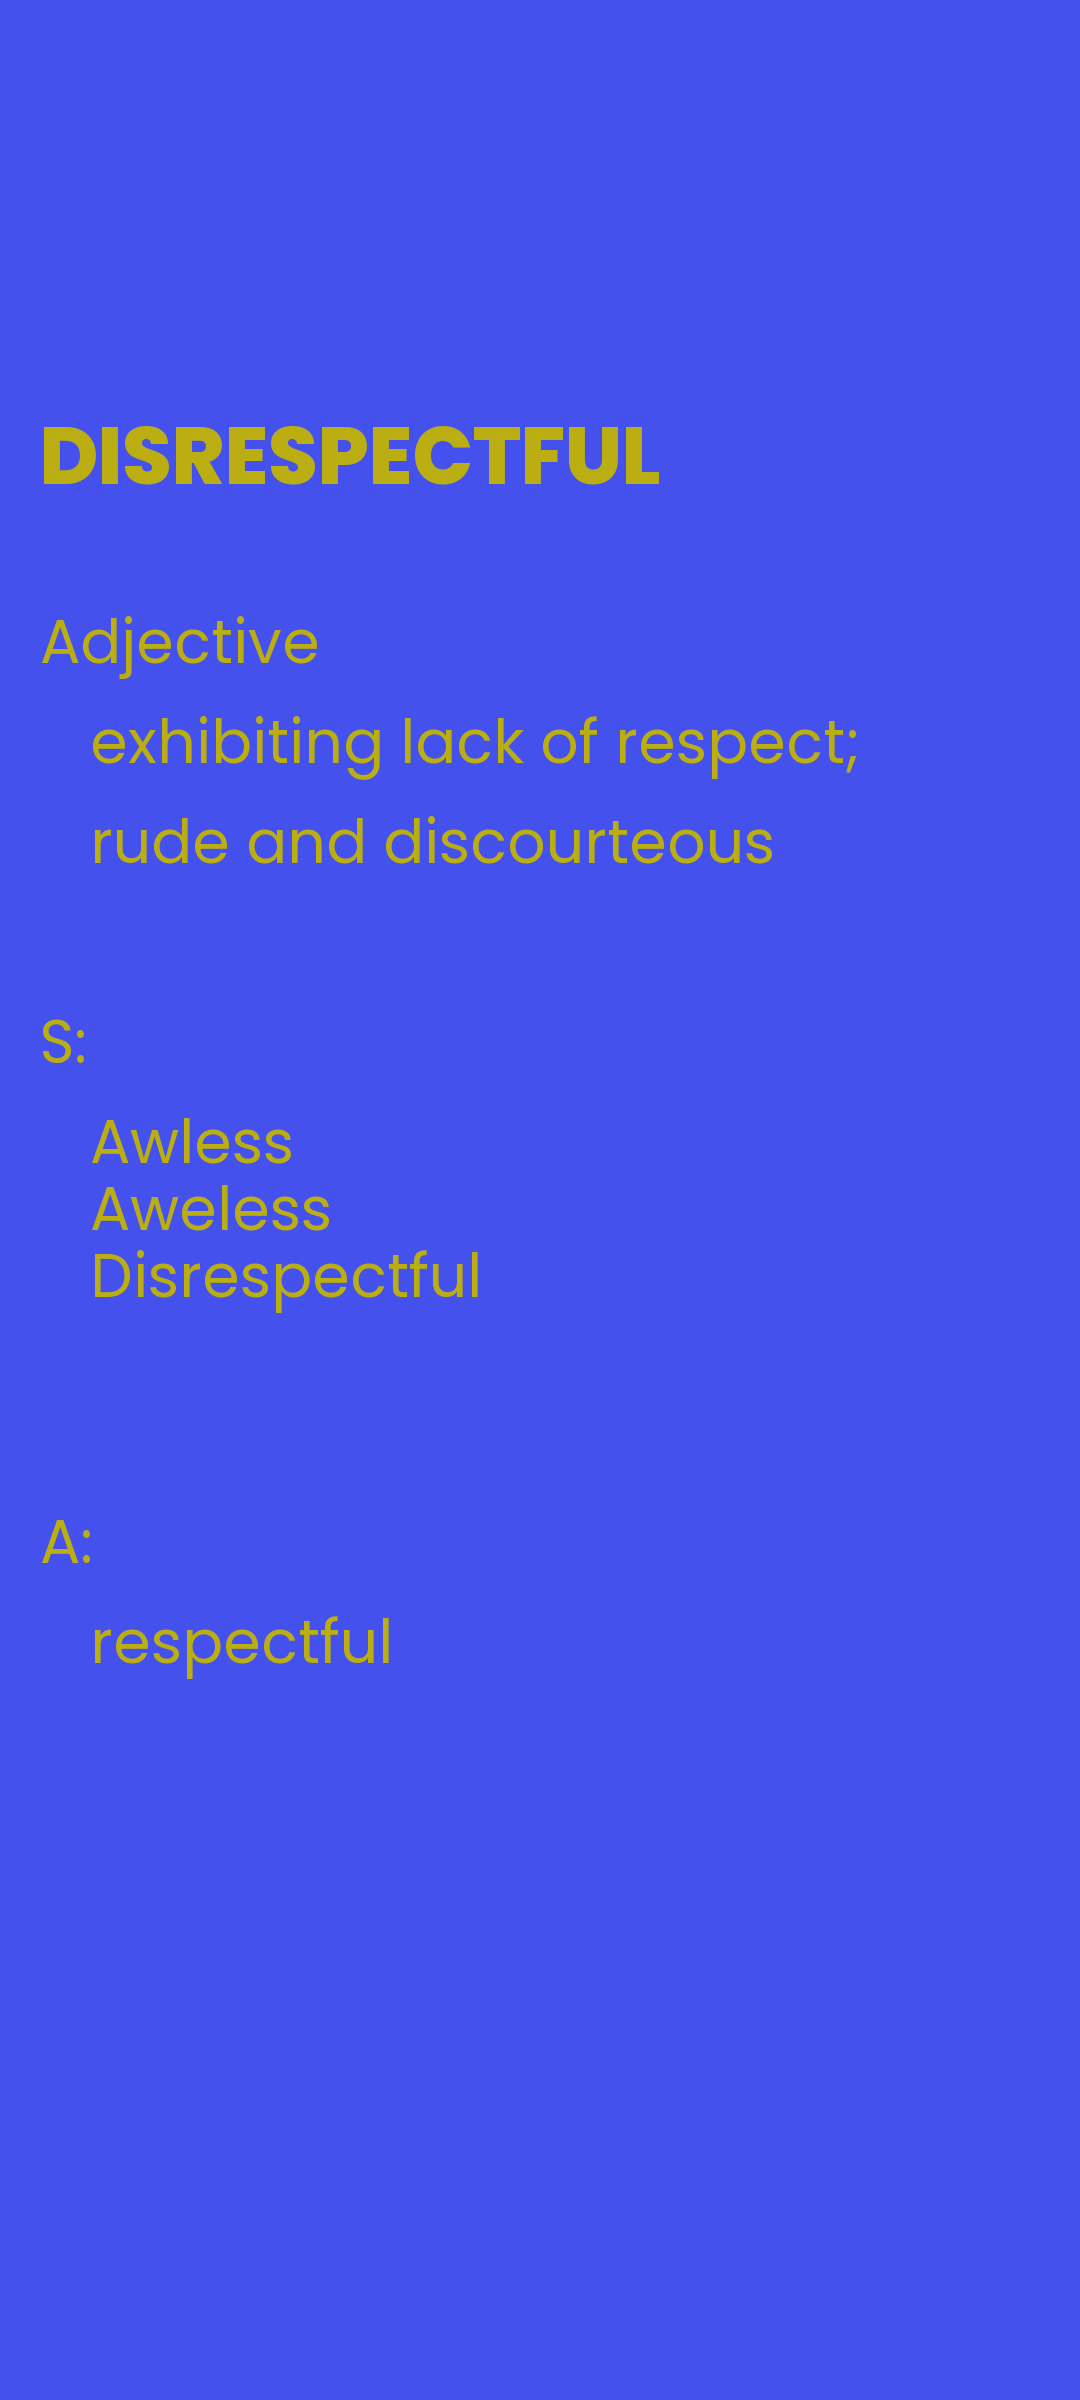 DISRESPECTFUL
Adjective
exhibiting lack of respect;
rude and discourteous
S:
Awless
Aweless
Disrespectful
A:
respectful